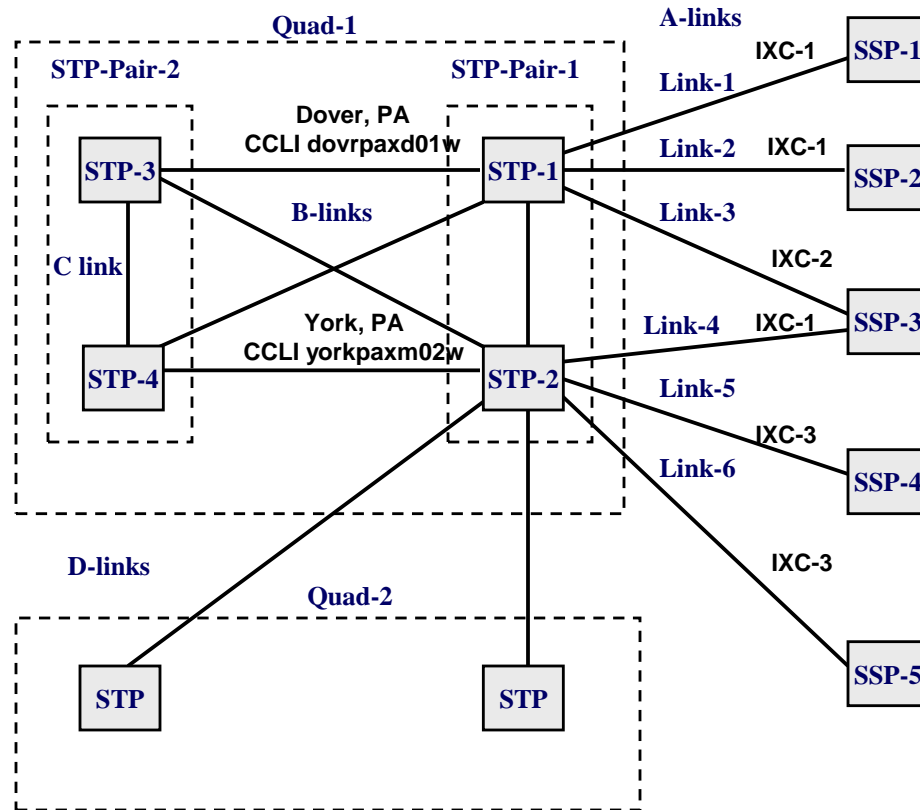 Quad-1
A-links
STP-Pair-2
STP-Pair-1
IXC-1
SSP-1
Link-1
Dover, PA
CCLI dovrpaxd01w
Link-2
IXC-1
STP-3
STP-1
SSP-2
B-links
Link-3
C link
IXC-2
York, PA
CCLI yorkpaxm02w
Link-4
IXC-1
SSP-3
STP-4
STP-2
Link-5
IXC-3
Link-6
SSP-4
D-links
IXC-3
Quad-2
STP
STP
SSP-5